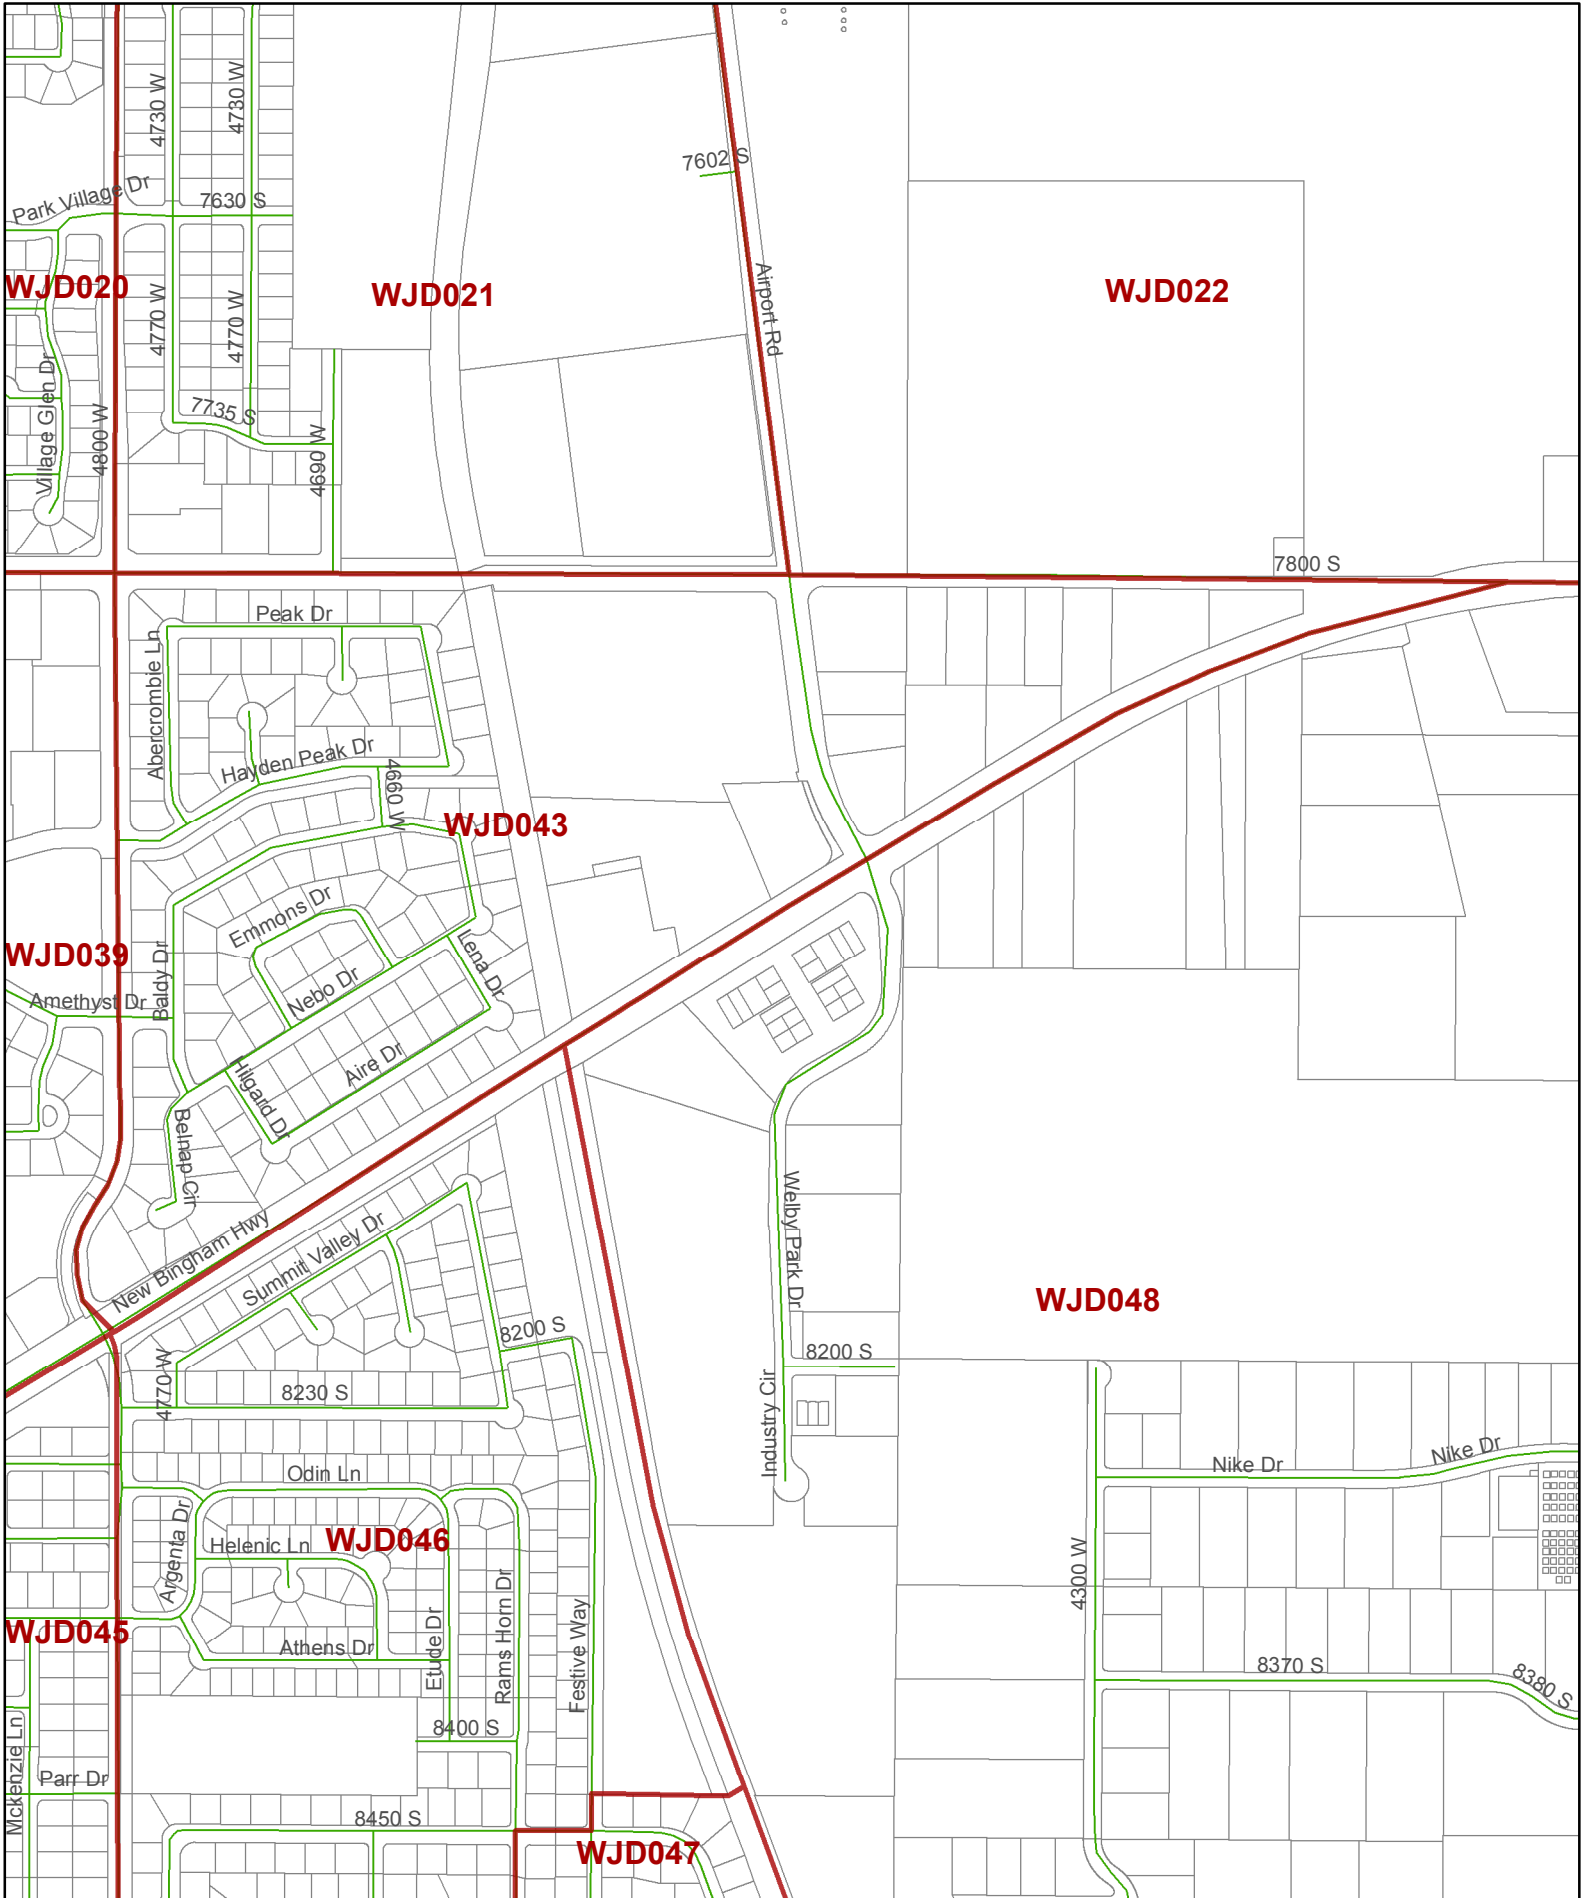 4730 W
4730 W
7602 S
Park Village Dr
7630 S
WJD020
WJD021
WJD022
Airport Rd
4770 W
4770 W
Village Glen Dr
7735 S
4800 W
4690 W
7800 S
Peak Dr
Abercrombie Ln
Hayden Peak Dr
4660 W
WJD043
Emmons Dr
WJD039
Baldy Dr
Lena Dr
Nebo Dr
Amethyst Dr
Aire Dr
Hilgard Dr
Belnap Cir
New Bingham Hwy
Summit Valley Dr
Welby Park Dr
WJD048
8200 S
8200 S
4770 W
8230 S
Industry Cir
Nike Dr
Nike Dr
Odin Ln
Argenta Dr
Helenic Ln
WJD046
4300 W
WJD045
Athens Dr
Etude Dr
Rams Horn Dr
Festive Way
8370 S
8380 S
8400 S
Mckenzie Ln
Parr Dr
8450 S
WJD047